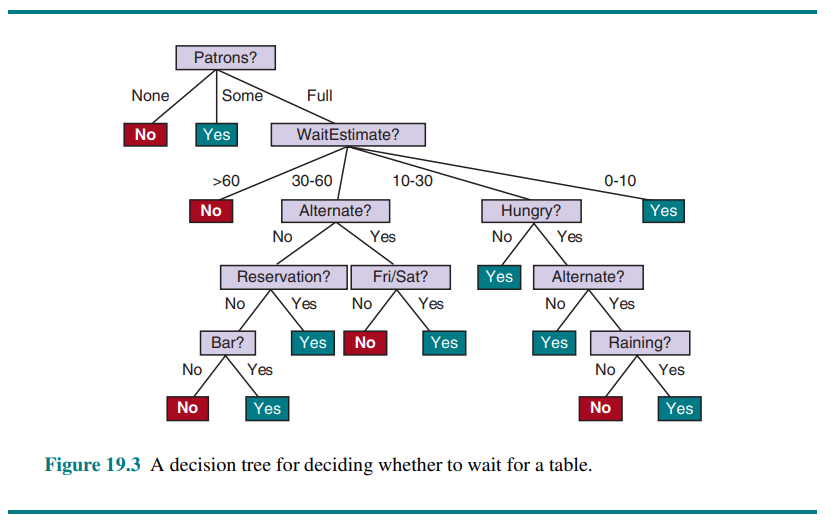 Patrons?
None Some Full
No Yes WaitEstimate?
>60 30-60 10-30 0-10
No Alternate? Hungry? Yes
No Yes No Yes
Reservation? Fri/Sat? Yes Alternate?
No Yes No Yes No Yes
Bar? Yes No Yes Yes Raining?
No Yes No Yes
No Yes No Yes
Figure 19.3 A decision tree for deciding whether to wait for a table.